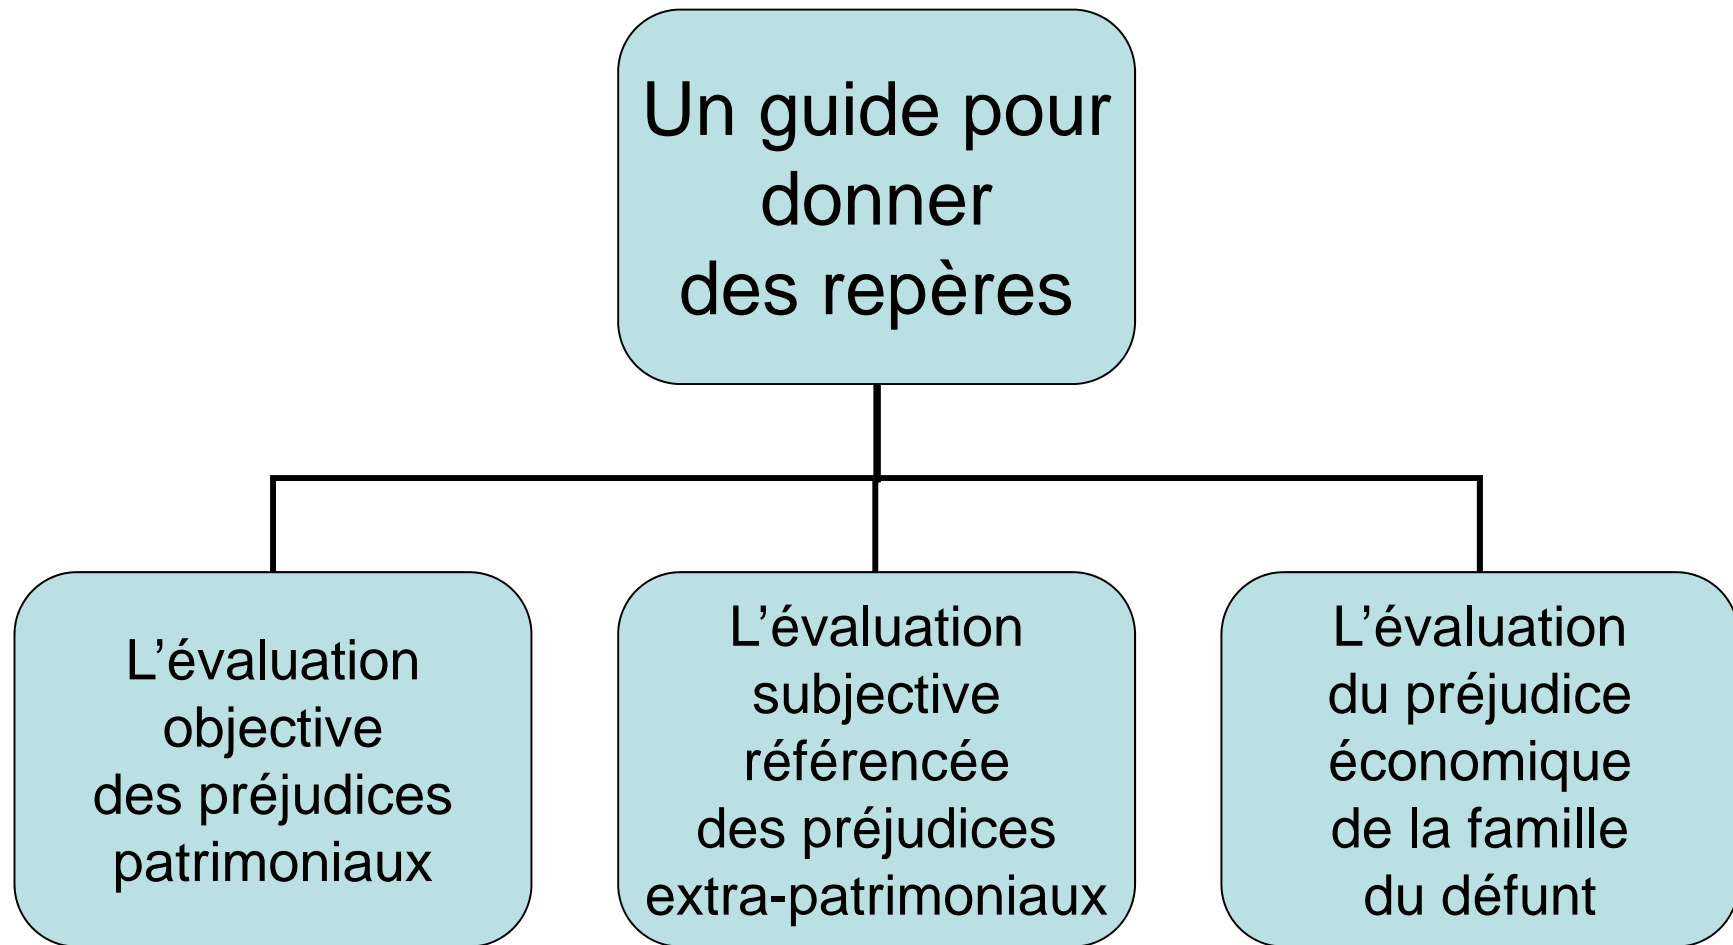 Un guide pour
donner
des repères
L’évaluation
objective
des préjudices
patrimoniaux
L’évaluation
subjective
référencée
des préjudices
extra-patrimoniaux
L’évaluation
du préjudice
économique
de la famille
du défunt